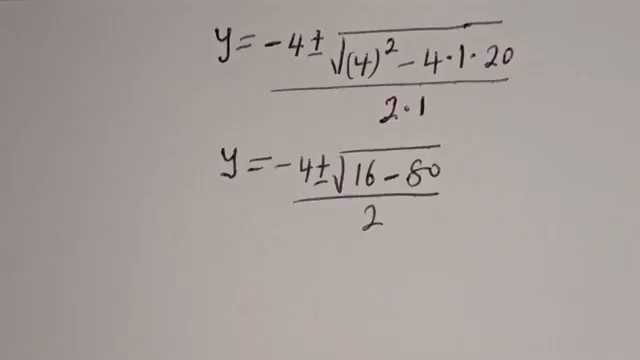 y = -4 ± √(4)² - 4 · 1 · 20
2 · 1
y = -4 ± √16 - 80
2